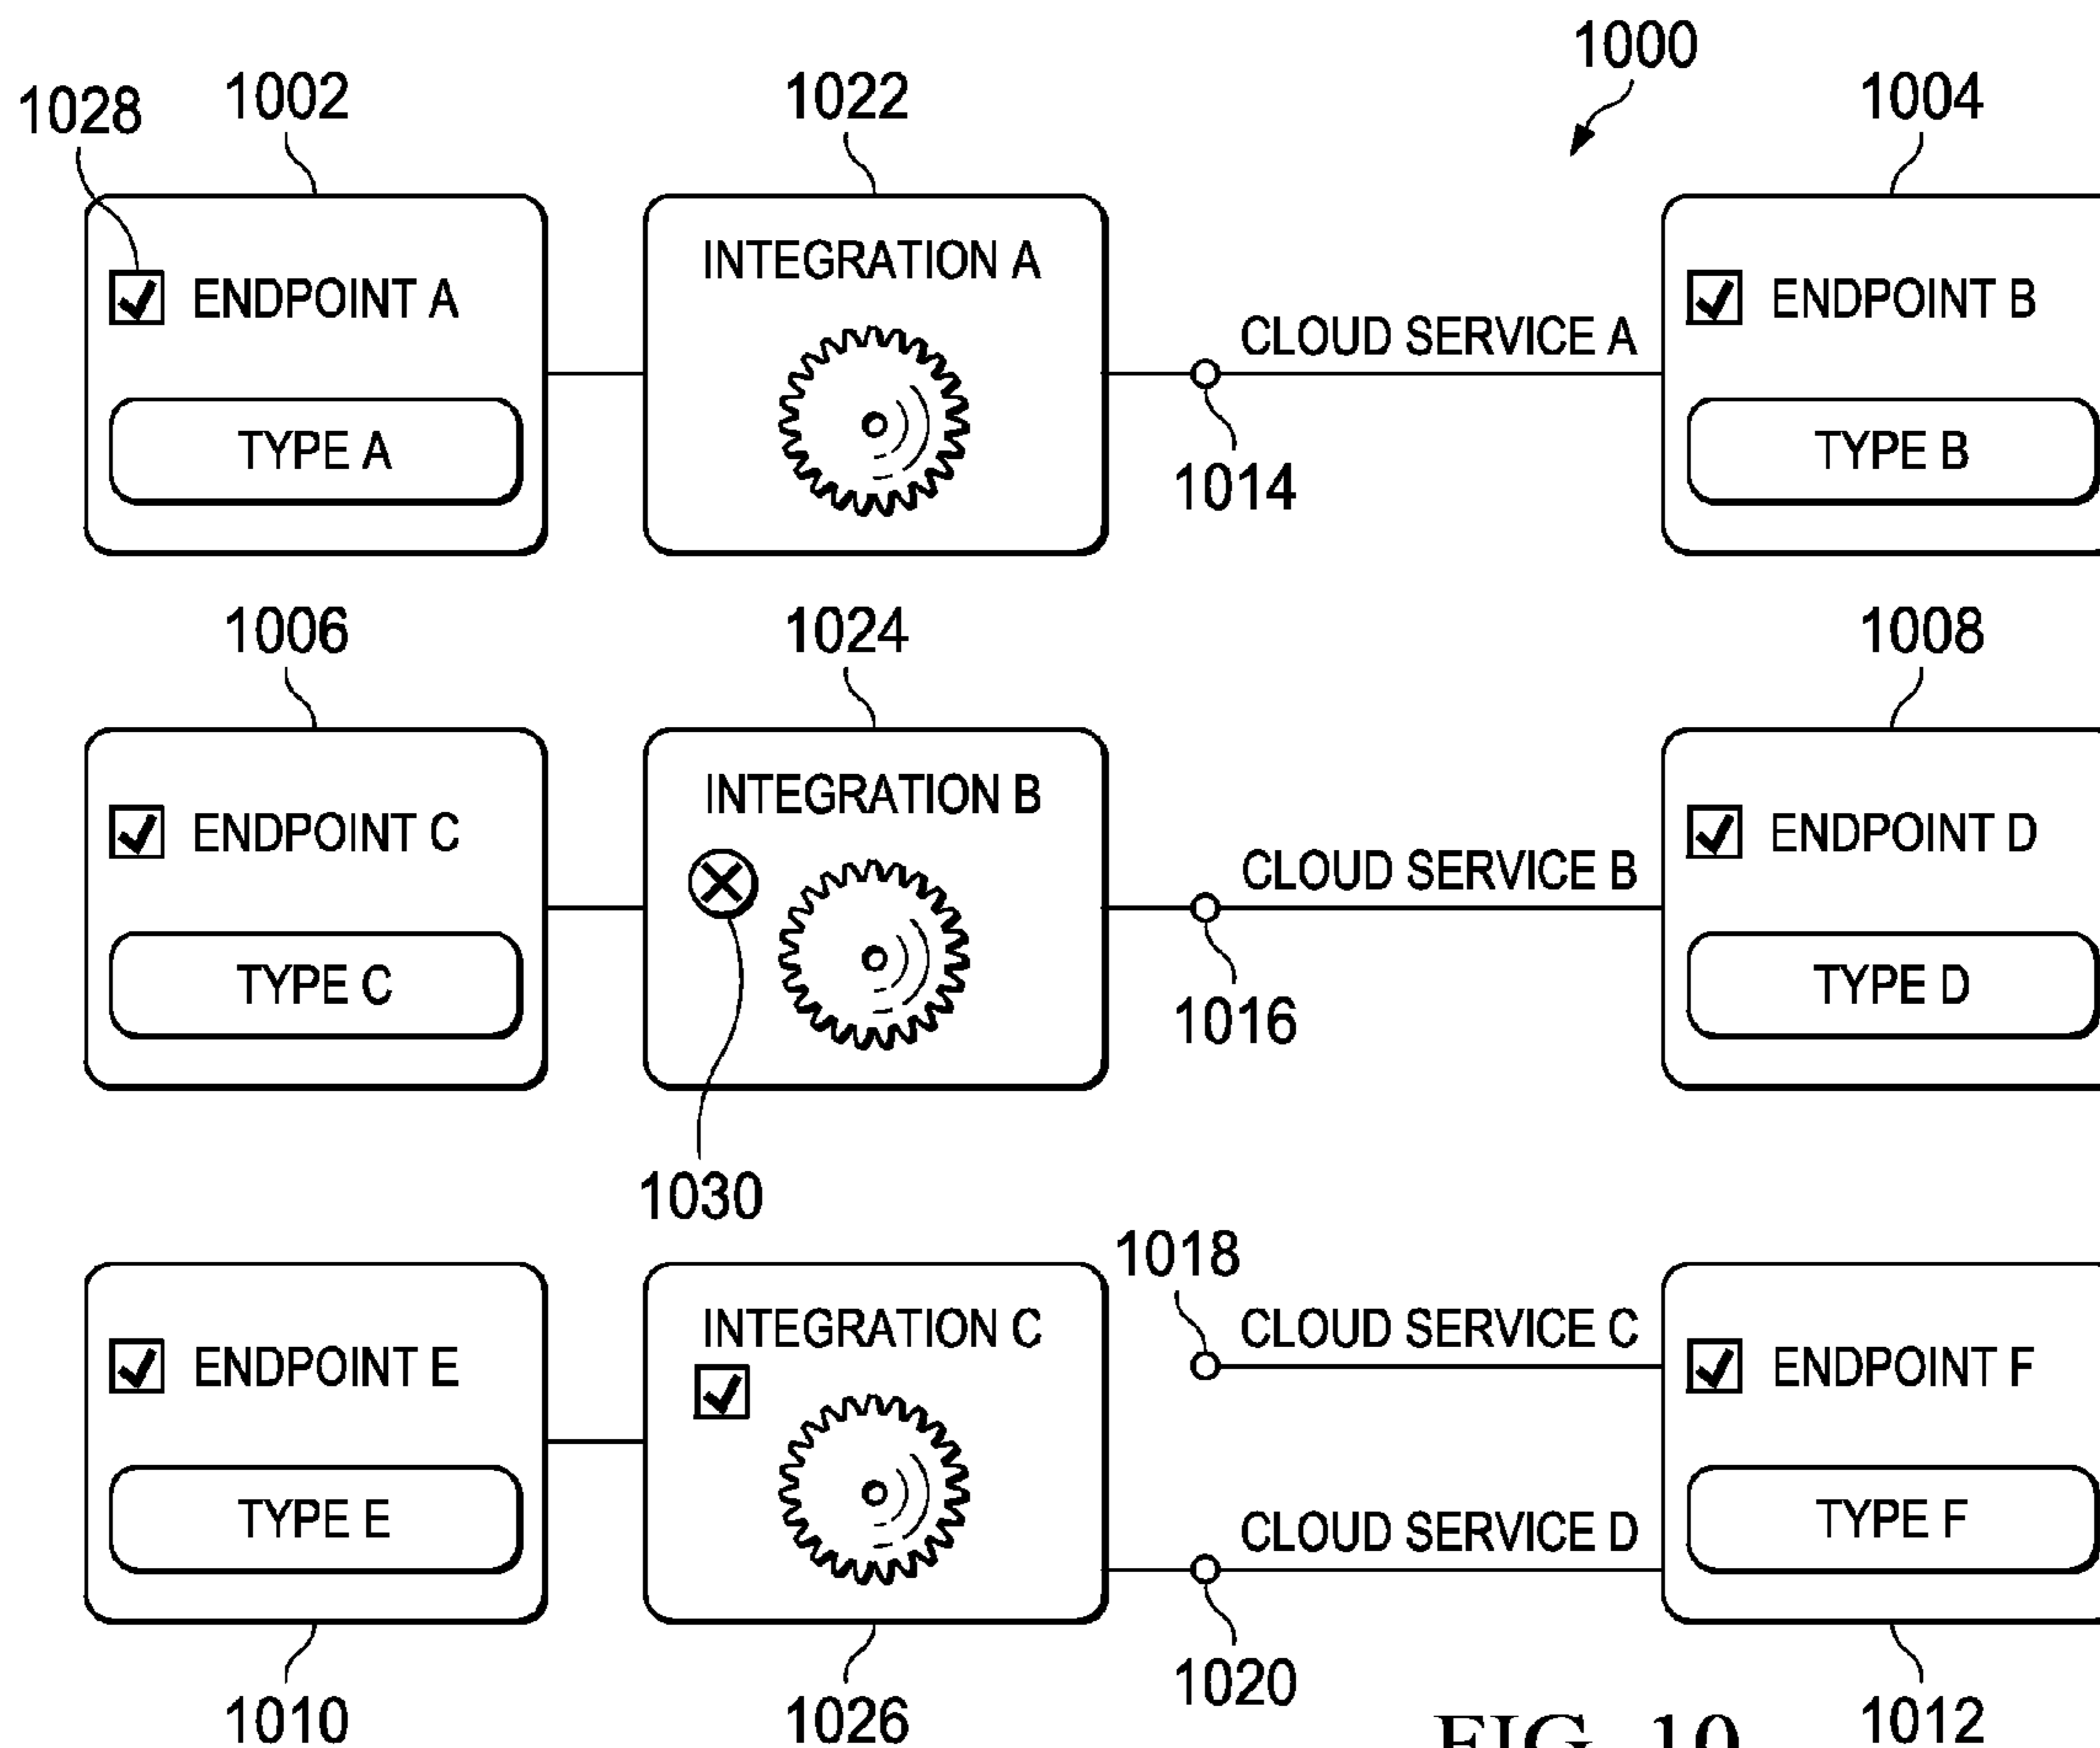 1000
1028
1002
1022
1004
ENDPOINT A
INTEGRATION A
CLOUD SERVICE A
ENDPOINT B
TYPE A
1014
TYPE B
1006
1024
1008
ENDPOINT C
INTEGRATION B
CLOUD SERVICE B
ENDPOINT D
TYPE C
1016
TYPE D
1030
1018
ENDPOINT E
INTEGRATION C
CLOUD SERVICE C
ENDPOINT F
TYPE E
CLOUD SERVICE D
TYPE F
1020
1010
1026
1012
FIG. 10